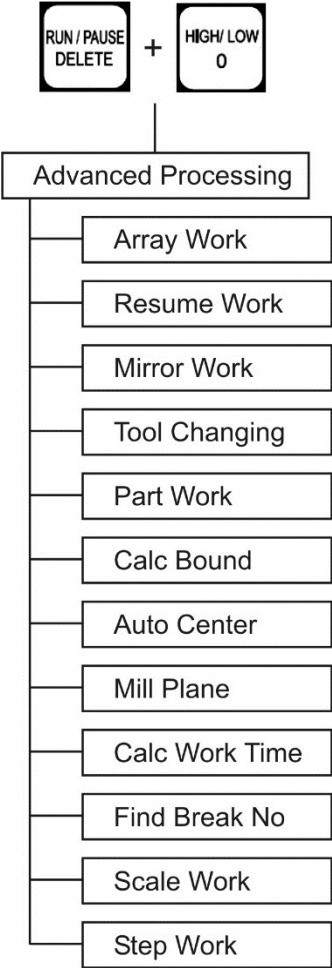 RUN / PAUSE
DELETE
+
HIGH/ LOW
0
Advanced Processing
Array Work
Resume Work
Mirror Work
Tool Changing
Part Work
Calc Bound
Auto Center
Mill Plane
Calc Work Time
Find Break No
Scale Work
Step Work